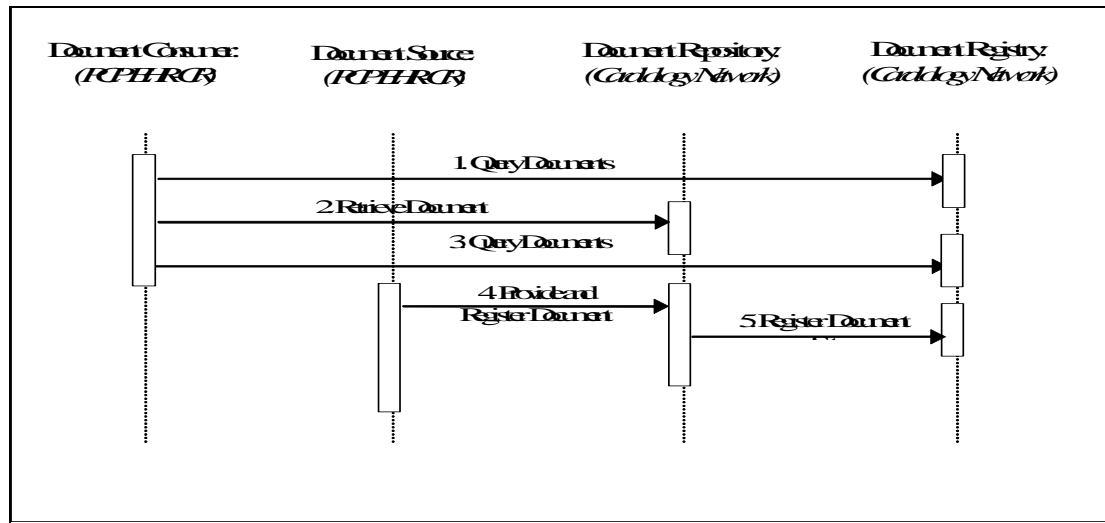 Document Consumer:
(PCP EHR-CR)
Document Source:
(PCP EHR-CR)
Document Repository:
(Cardiology Network)
Document Registry:
(Cardiology Network)
1. Query Documents
2. Retrieve Document
3. Query Documents
4. Provide and
Register Document
5. Register Document